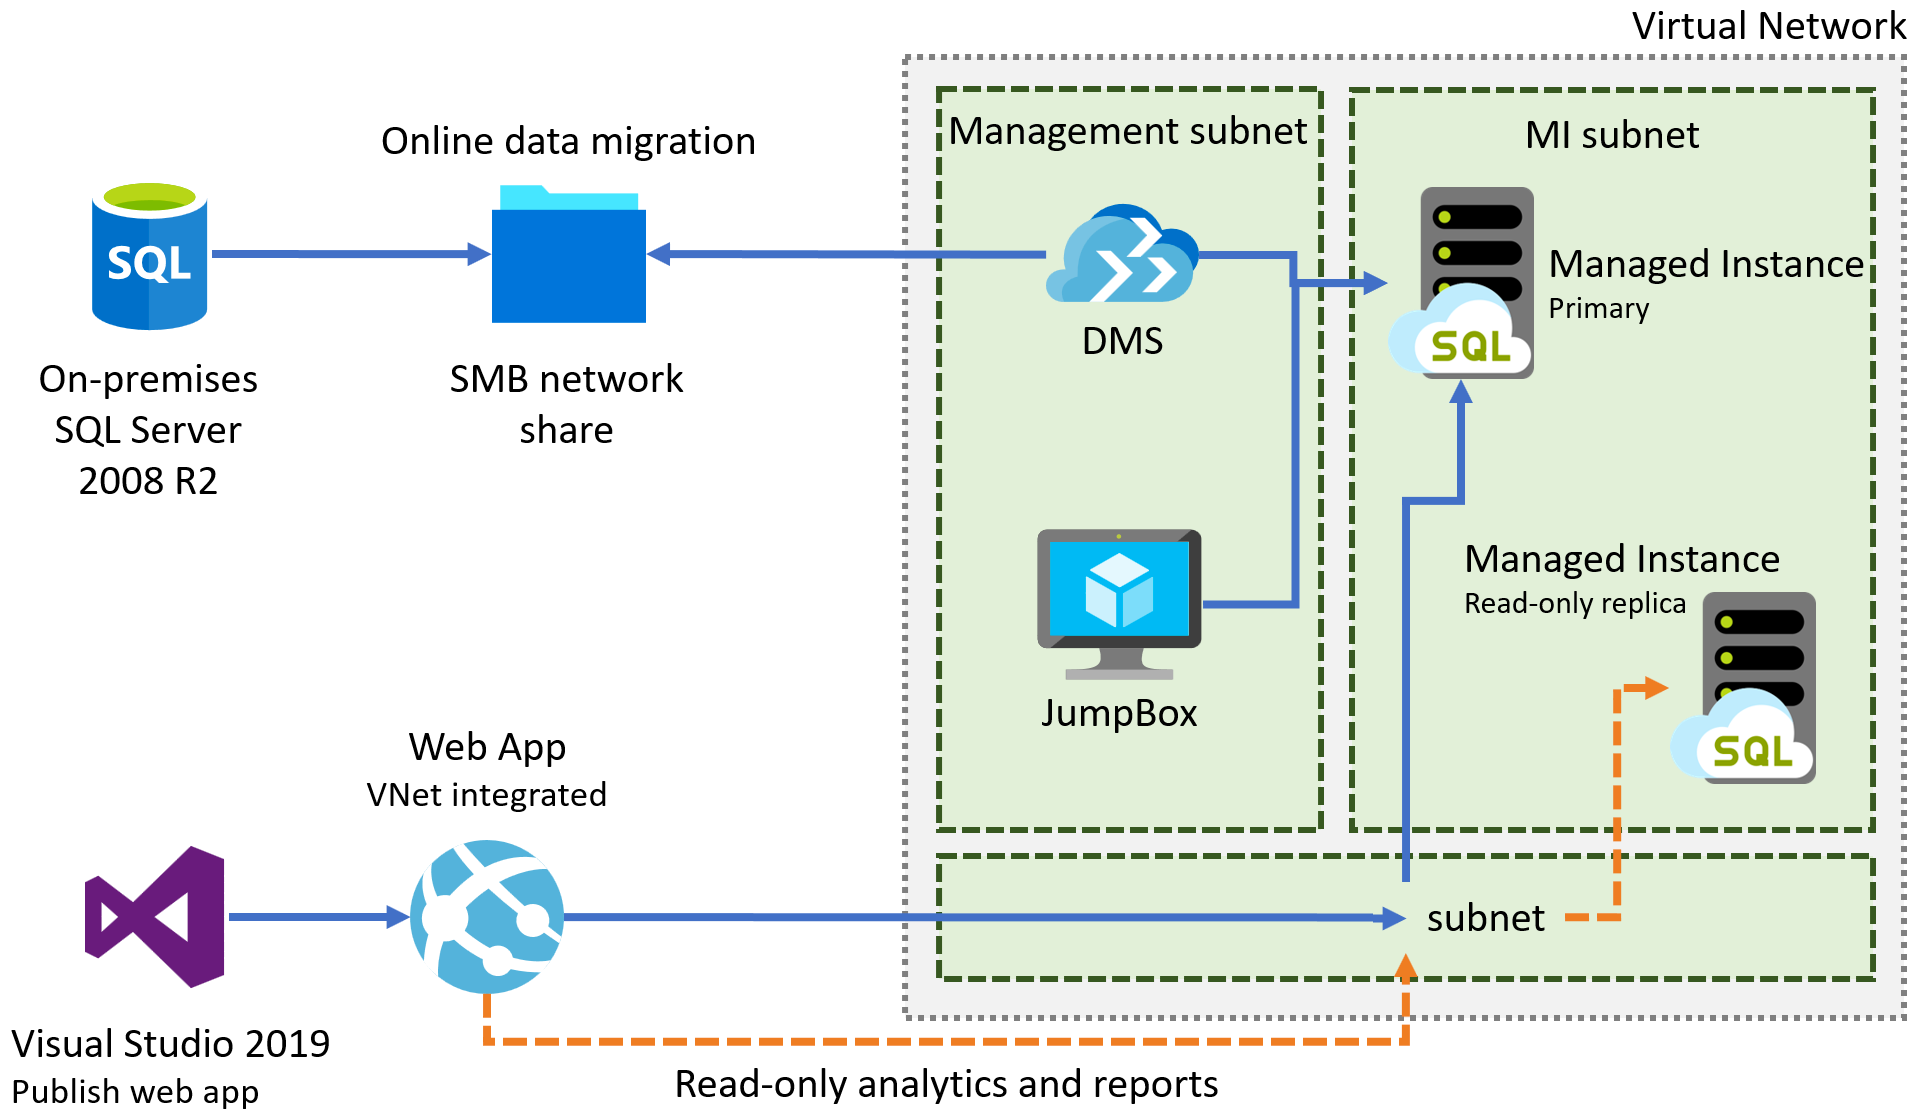 Virtual Network
Online data migration
Management subnet
MI subnet
SQL
Managed Instance
Primary
SQL
DMS
On-premises
SQL Server
2008 R2
SMB network
share
Managed Instance
Read-only replica
SQL
JumpBox
Web App
VNet integrated
subnet
Visual Studio 2019
Publish web app
Read-only analytics and reports